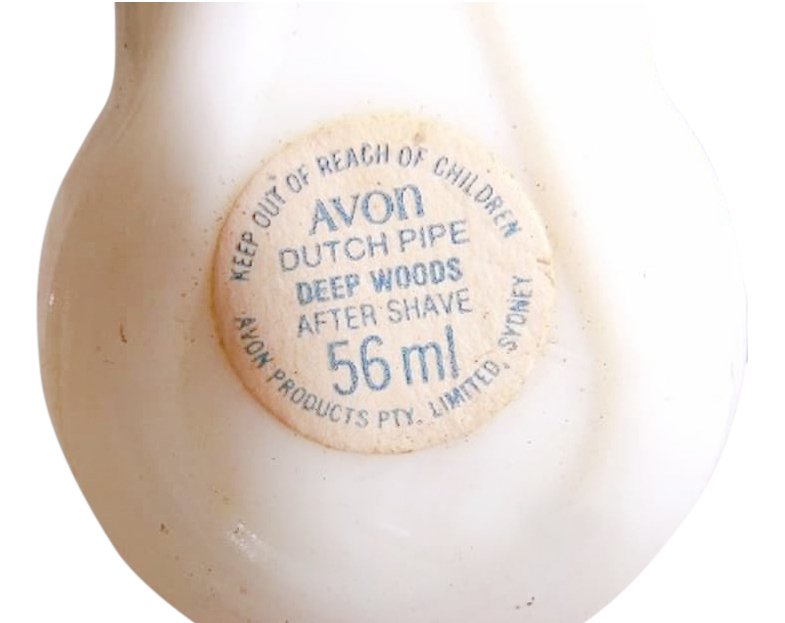 KEEP OUT OF REACH OF CHILDREN
AVON
DUTCH PIPE
DEEP WOODS
AFTER SHAVE
56 ml
AVON PRODUCTS PTY. LIMITED, SYDNEY